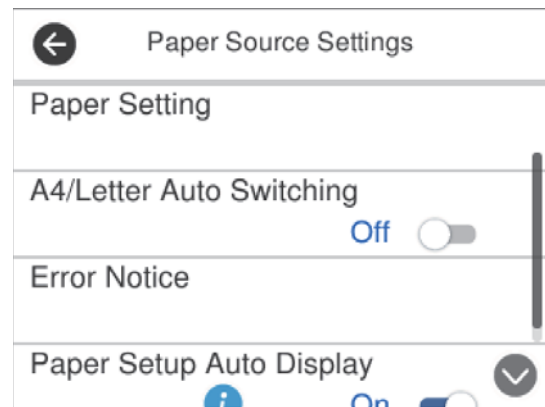 Paper Source Settings
Paper Setting
A4/Letter Auto Switching
Off
Error Notice
Paper Setup Auto Display
i On